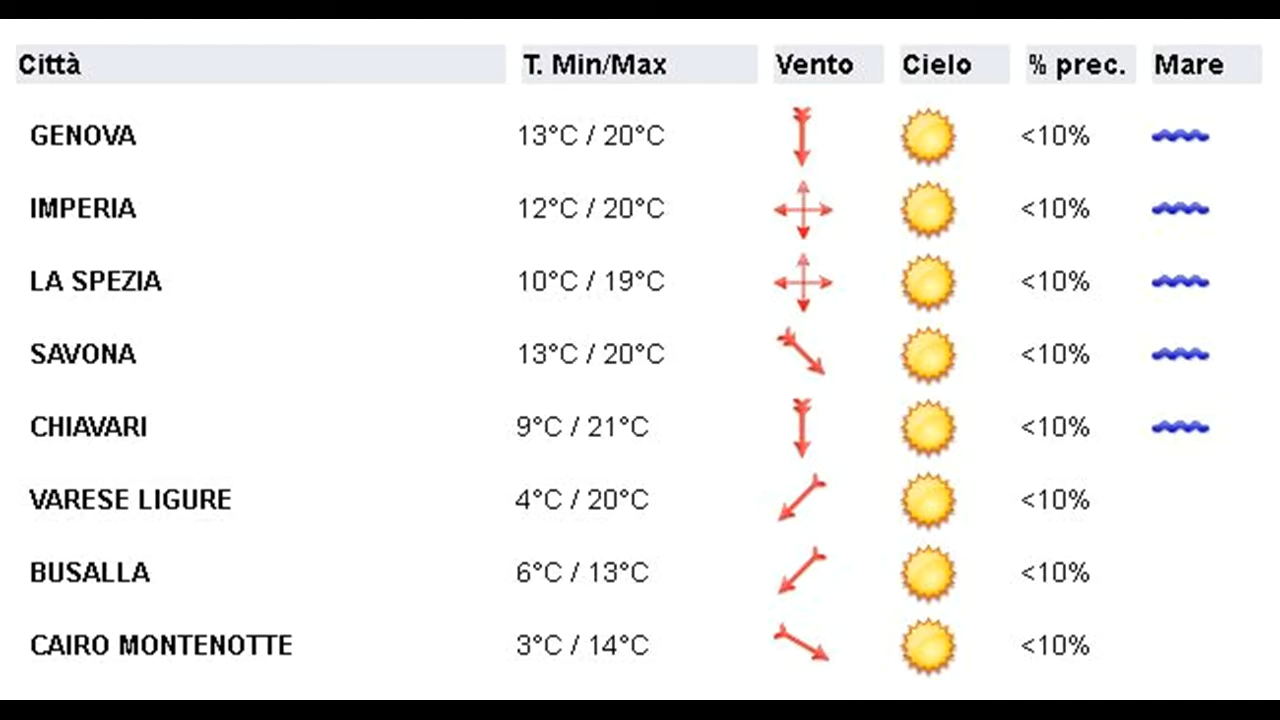 Città T. Min/Max Vento Cielo % prec. Mare
GENOVA 13°C / 20°C <10%
IMPERIA 12°C / 20°C <10%
LA SPEZIA 10°C / 19°C <10%
SAVONA 13°C / 20°C <10%
CHIAVARI 9°C / 21°C <10%
VARESE LIGURE 4°C / 20°C <10%
BUSALLA 6°C / 13°C <10%
CAIRO MONTENOTTE 3°C / 14°C <10%